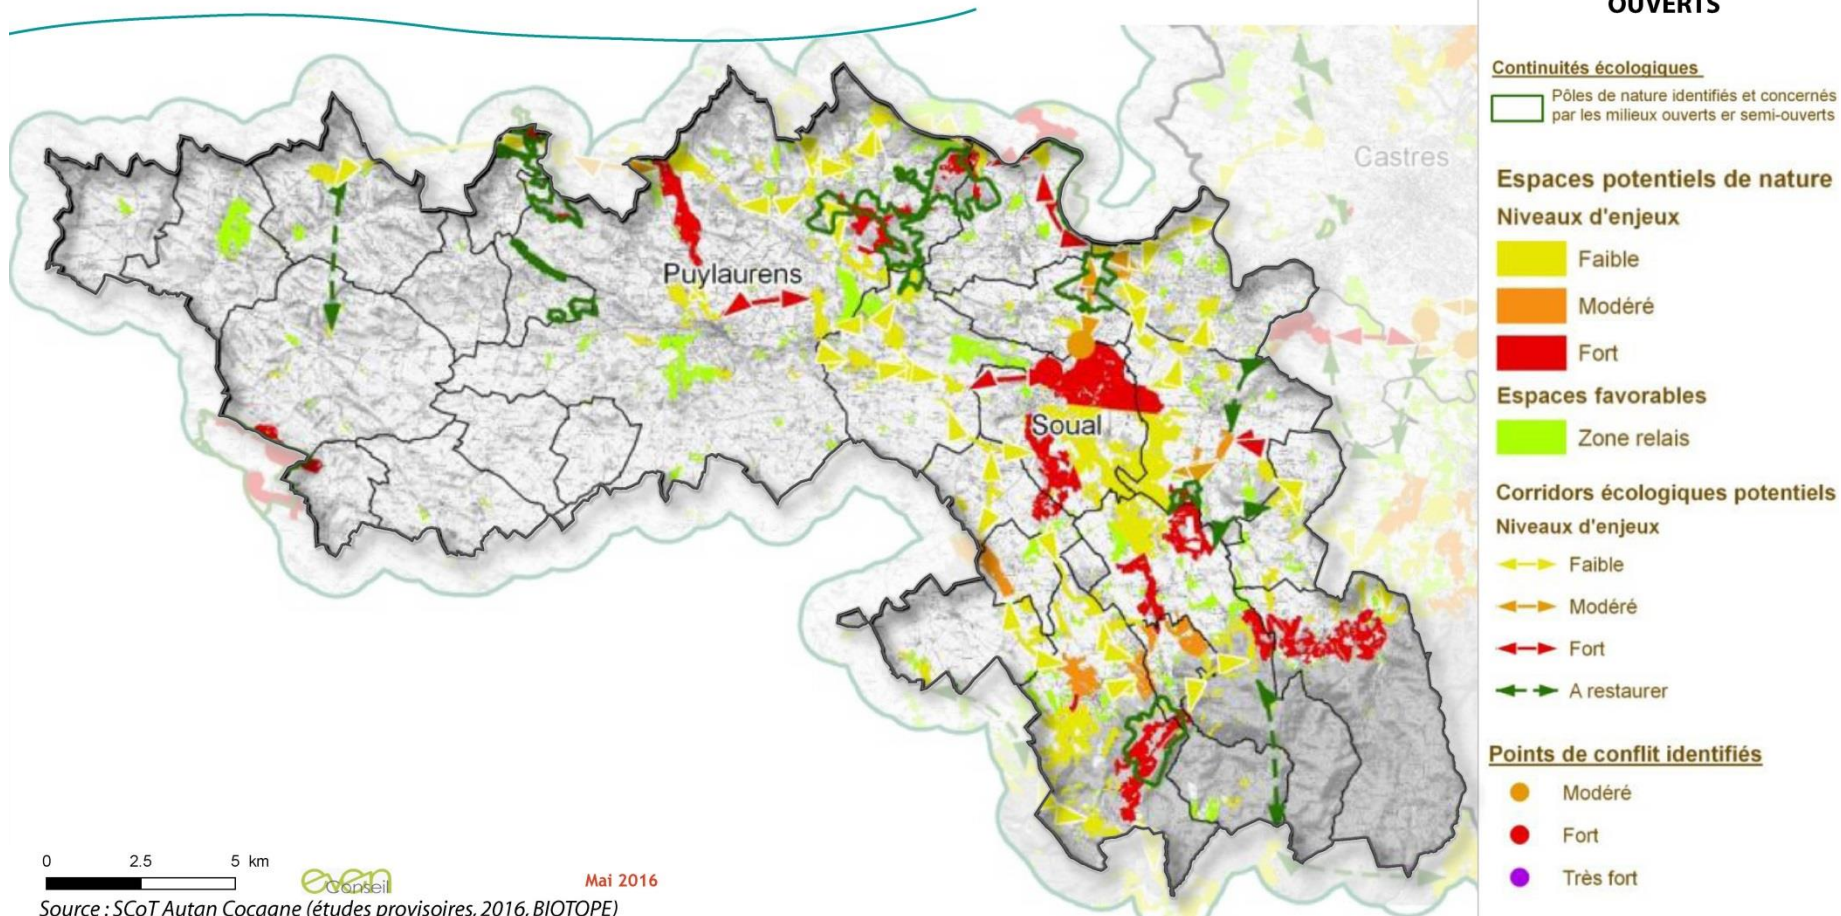 OUVERTS
Continuités écologiques
Pôles de nature identifiés et concernés
par les milieux ouverts er semi-ouverts
Castres
Espaces potentiels de nature
Niveaux d'enjeux
Faible
Modéré
Fort
Espaces favorables
Zone relais
Corridors écologiques potentiels
Niveaux d'enjeux
Faible
Modéré
Fort
A restaurer
Points de conflit identifiés
Modéré
Fort
Très fort
Puylaurens
Soual
0 2.5 5 km
even
Conseil
Mai 2016
Source : SCoT Autan Cocagne (études provisoires, 2016, BIOTOPE)